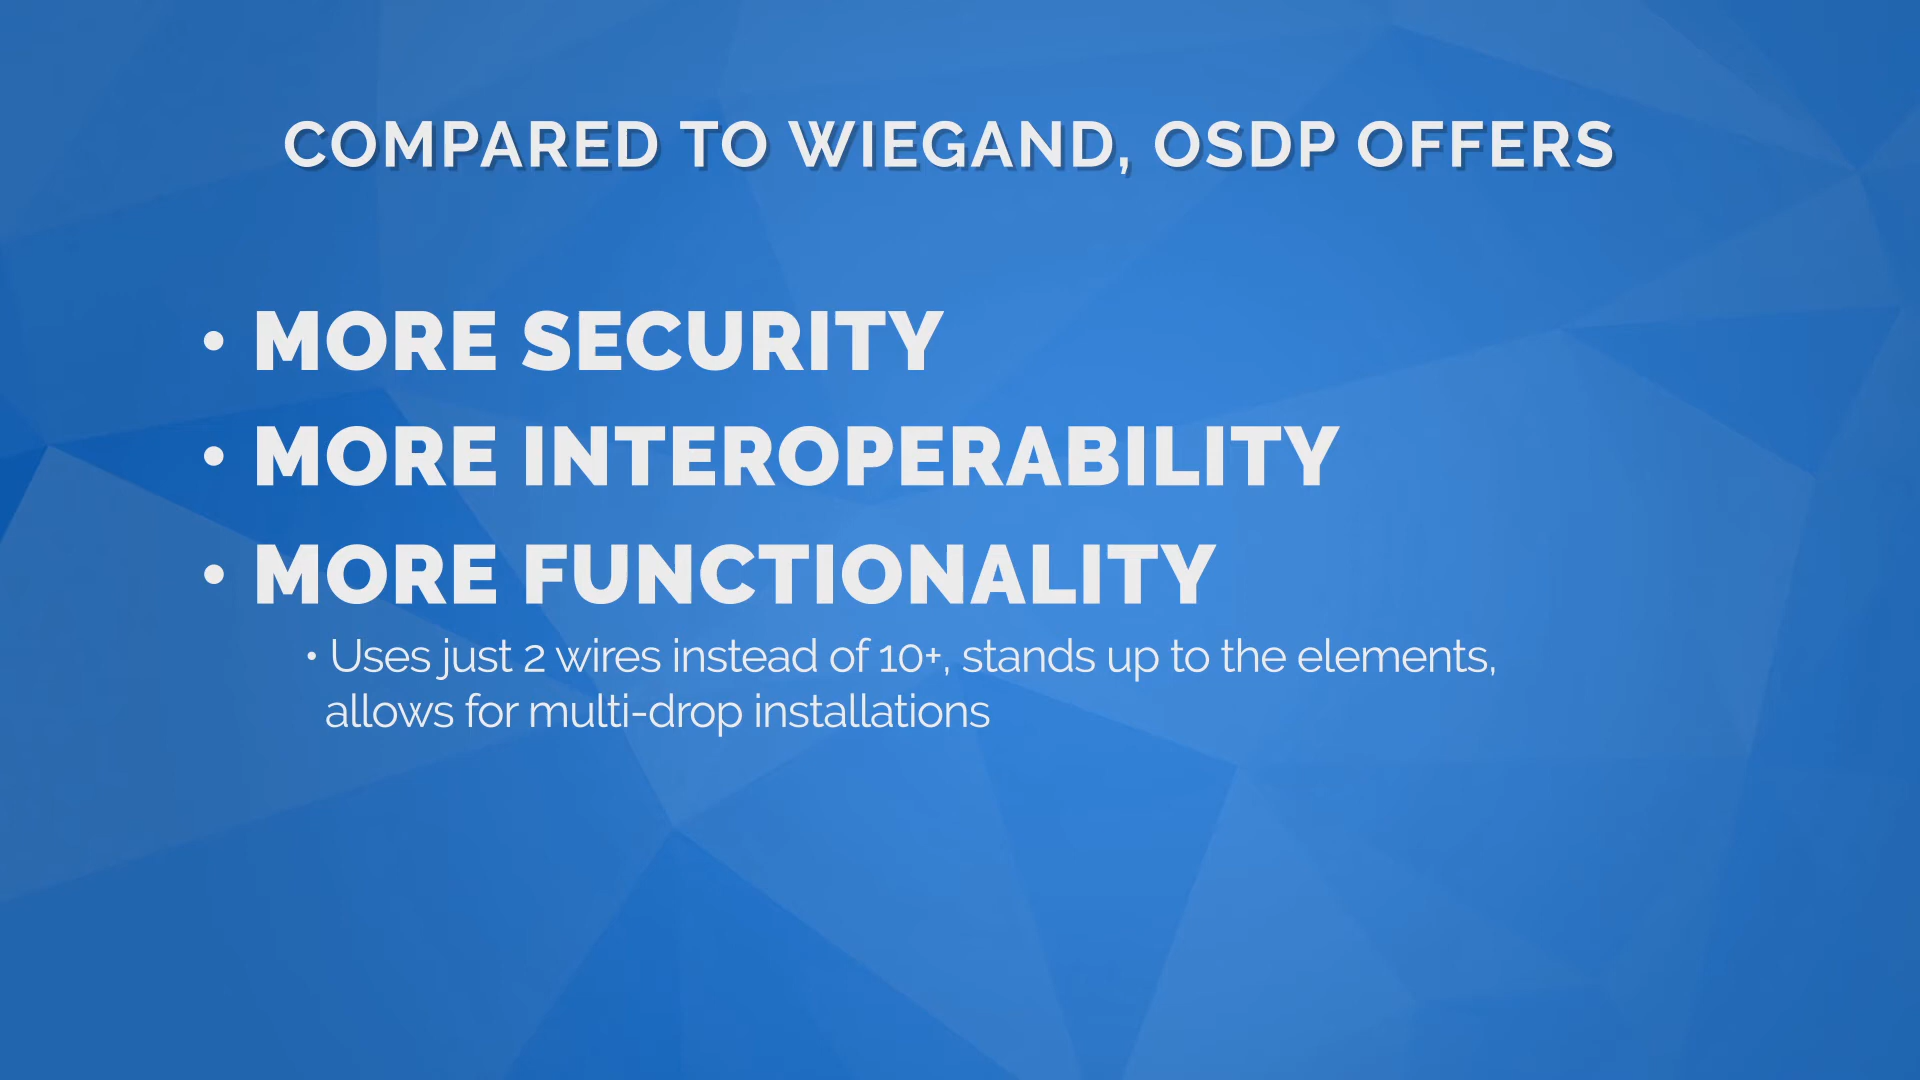 COMPARED TO WIEGAND, OSDP OFFERS
• MORE SECURITY
• MORE INTEROPERABILITY
• MORE FUNCTIONALITY
• Uses just 2 wires instead of 10+, stands up to the elements,
allows for multi-drop installations